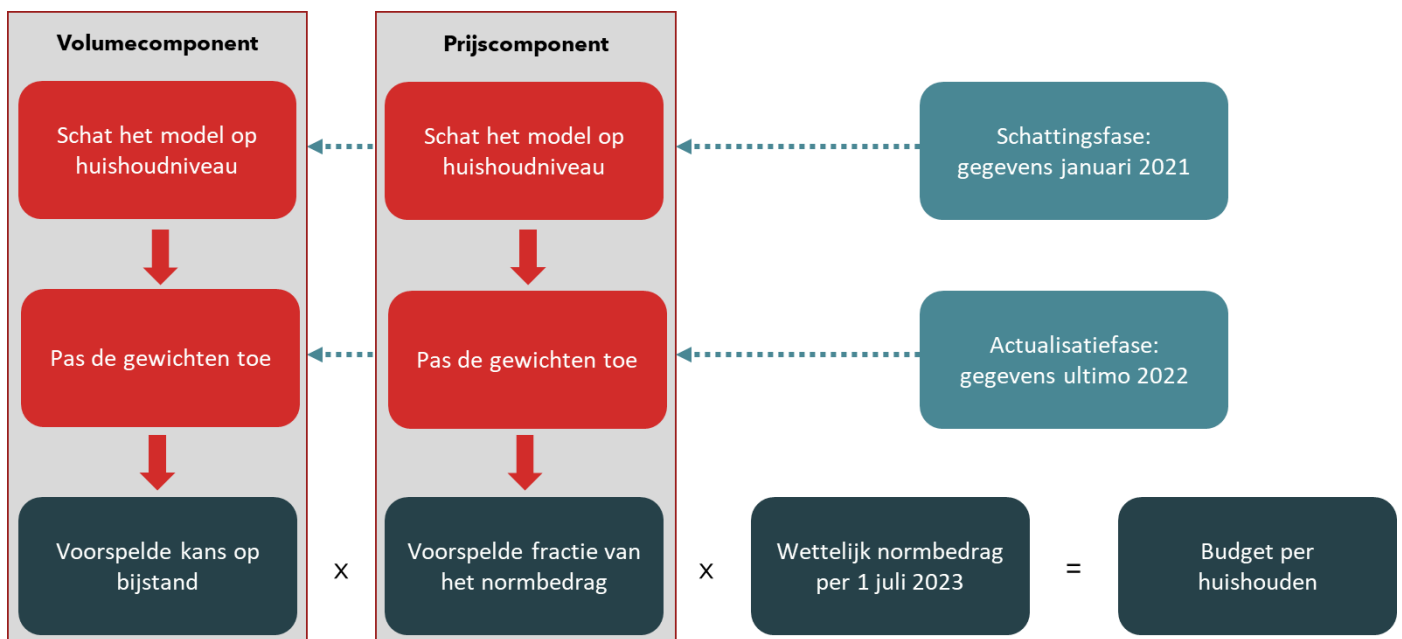 Volumecomponent
Prijscomponent
Schat het model op
huishoudniveau
Schat het model op
huishoudniveau
Schattingsfase:
gegevens januari 2021
Pas de gewichten toe
Pas de gewichten toe
Actualisatiefase:
gegevens ultimo 2022
Voorspelde kans op
bijstand
x
Voorspelde fractie van
het normbedrag
x
Wettelijk normbedrag
per 1 juli 2023
=
Budget per
huishouden